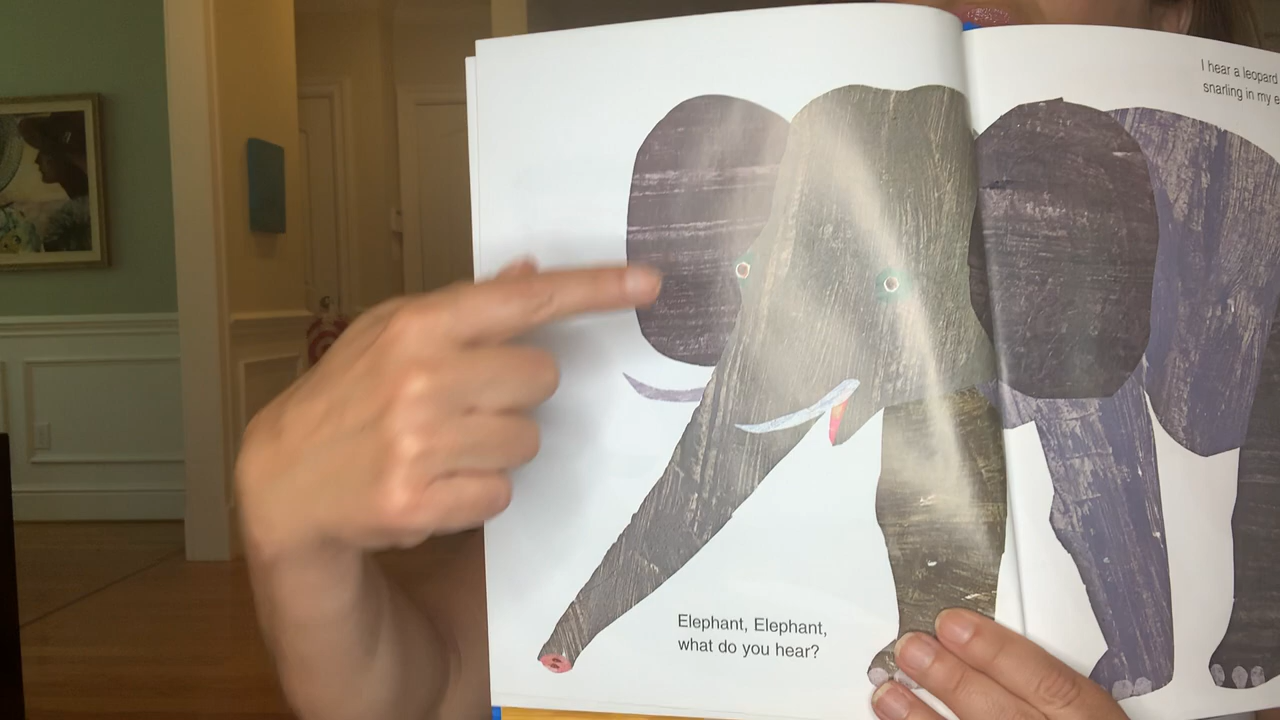 Elephant, Elephant,
what do you hear?
I hear a leopard
snarling in my